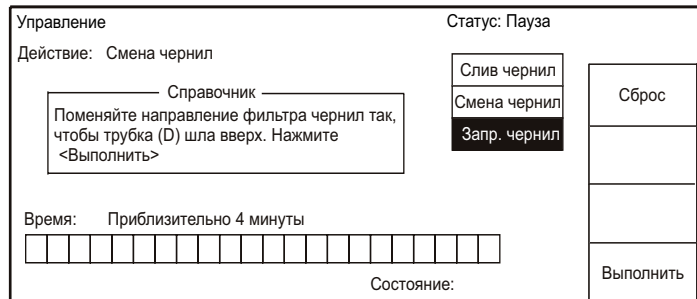 Управление
Статус: Пауза
Действие: Смена чернил
Слив чернил
Смена чернил
Запр. чернил
Сброс
Справочник
Поменяйте направление фильтра чернил так,
чтобы трубка (D) шла вверх. Нажмите
<Выполнить>
Время: Приблизительно 4 минуты
Состояние:
Выполнить